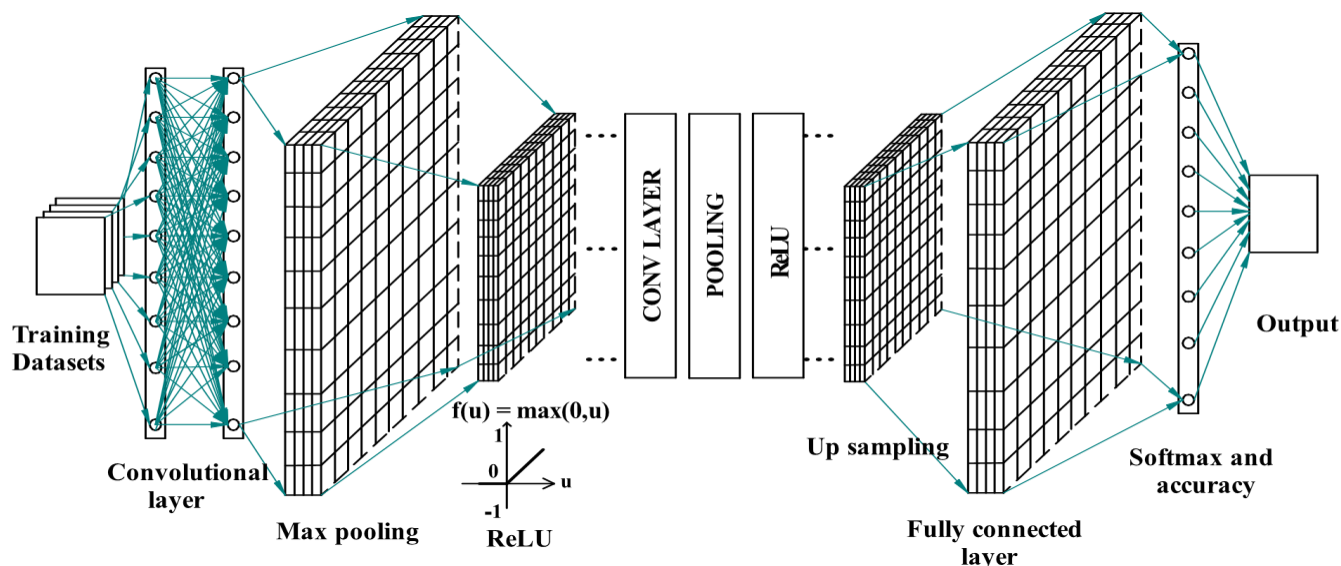 Training
Datasets
Convolutional
layer
Max pooling
f(u) = max(0,u)
1
0
-1
u
ReLU
CONV LAYER
POOLING
ReLU
Up sampling
Fully connected
layer
Softmax and
accuracy
Output